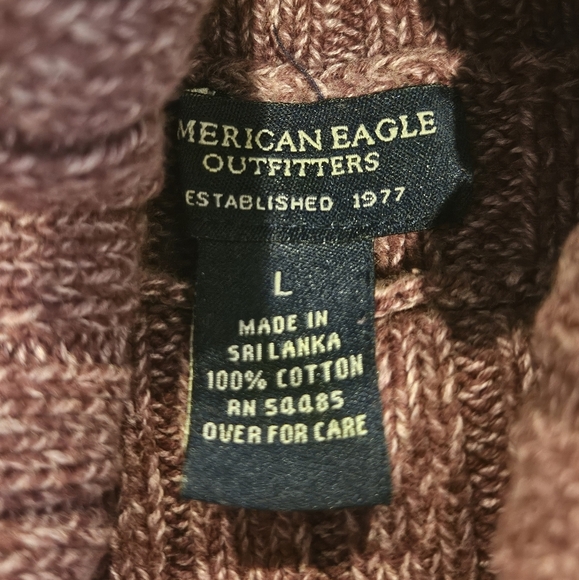 MERICAN EAGLE
OUTFITTERS
ESTABLISHED 1977
L
MADE IN
SRI LANKA
100% COTTON
RN 54485
OVER FOR CARE